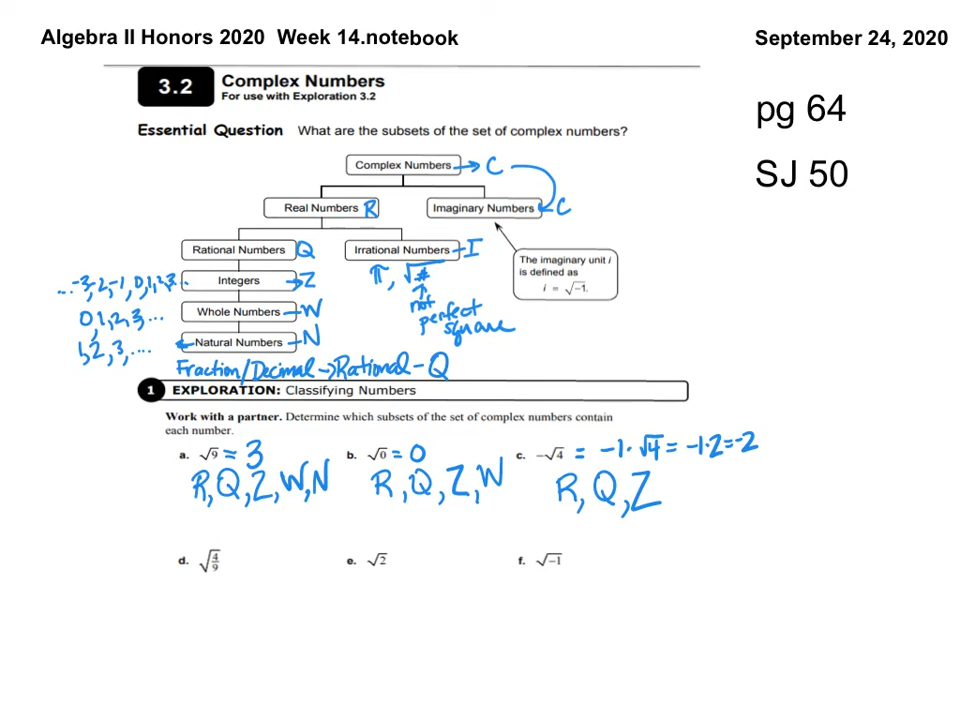 Algebra II Honors 2020 Week 14.notebook
September 24, 2020
3.2
Complex Numbers
For use with Exploration 3.2
pg 64
Essential Question What are the subsets of the set of complex numbers?
SJ 50
Complex Numbers → C
Real Numbers R
Imaginary Numbers C
Rational Numbers Q
Irrational Numbers I
The imaginary unit i
is defined as
i = √-1.
π, √#
↑
not
perfect
square
...-3,-2,-1,0,1,2,3...
Integers → Z
0,1,2,3...
Whole Numbers → W
1,2,3,....
Natural Numbers → N
Fraction/Decimal → Rational - Q
1 EXPLORATION: Classifying Numbers
Work with a partner. Determine which subsets of the set of complex numbers contain
each number.
a. √9 = 3
b. √0 = 0
c. -√4 = -1·√4 = -1·2 = -2
R, Q, Z, W, N
R, Q, Z, W
R, Q, Z
d. √4/9
e. √2
f. √-1